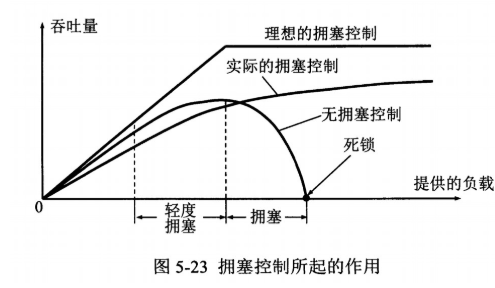 吞吐量
理想的拥塞控制
实际的拥塞控制
无拥塞控制
死锁
提供的负载
0
轻度
拥塞
拥塞
图 5-23 拥塞控制所起的作用